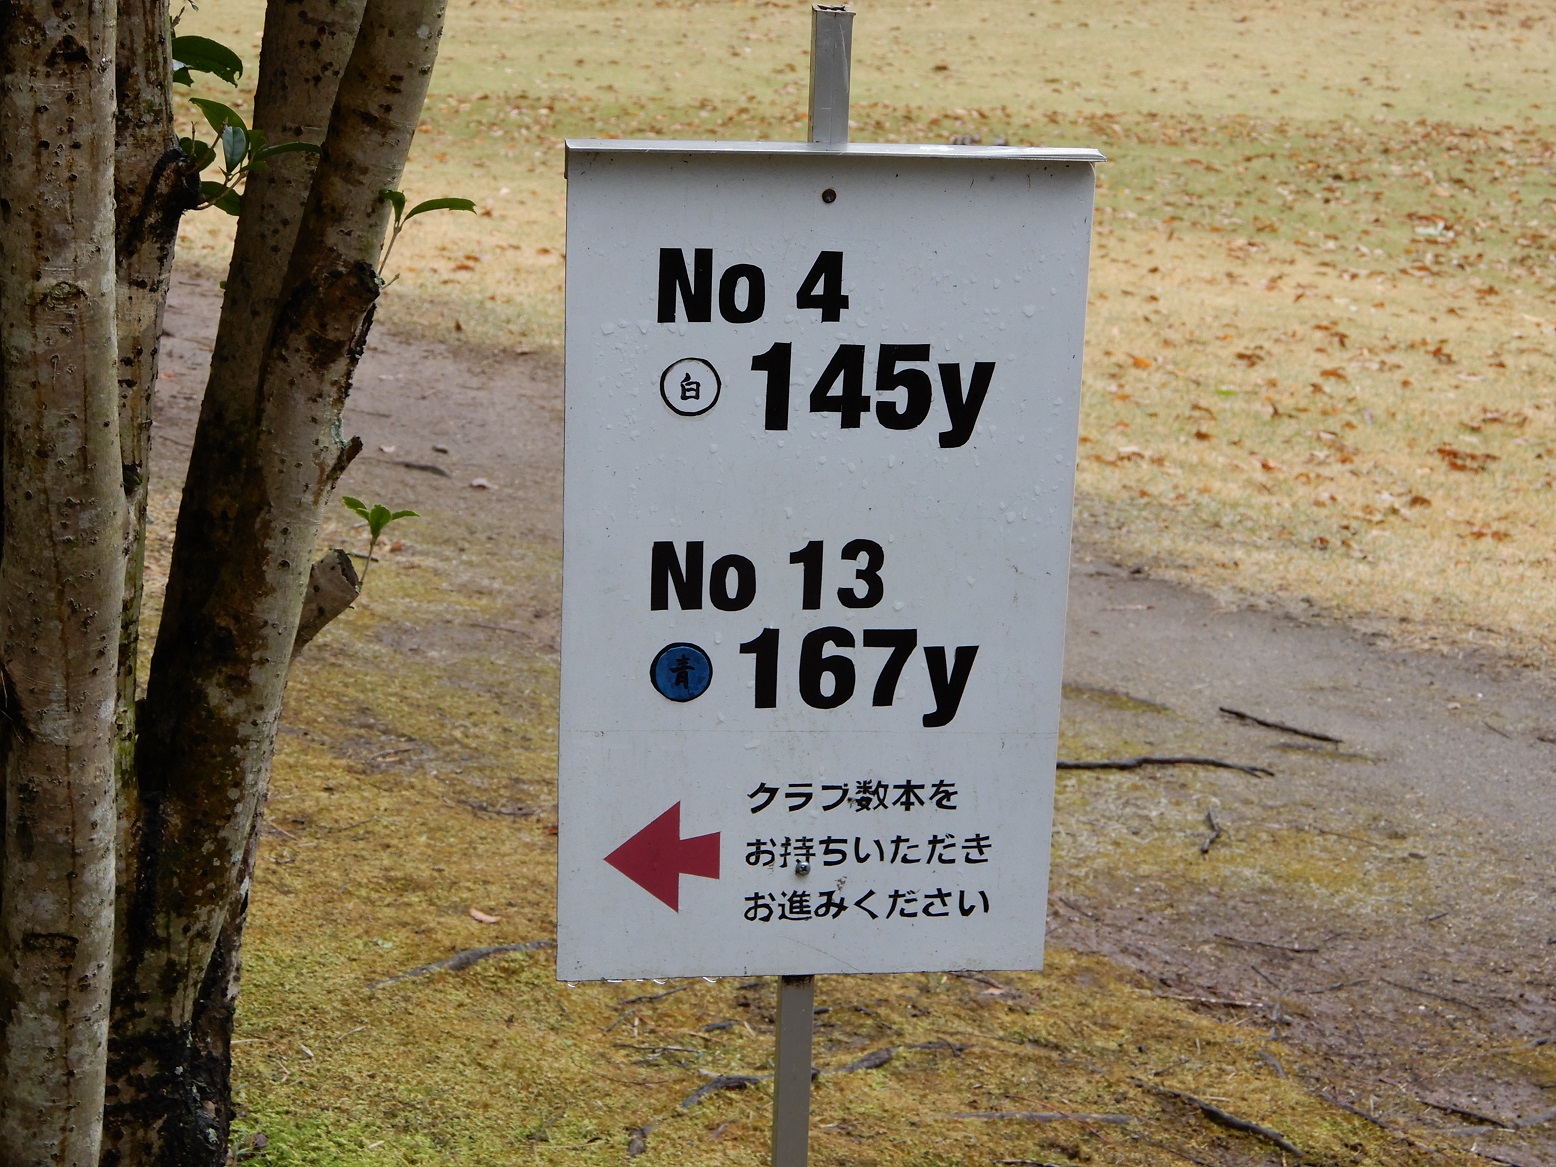 No 4
白 145y
No 13
青 167y
クラブ数本を
お持ちいただき
お進みください